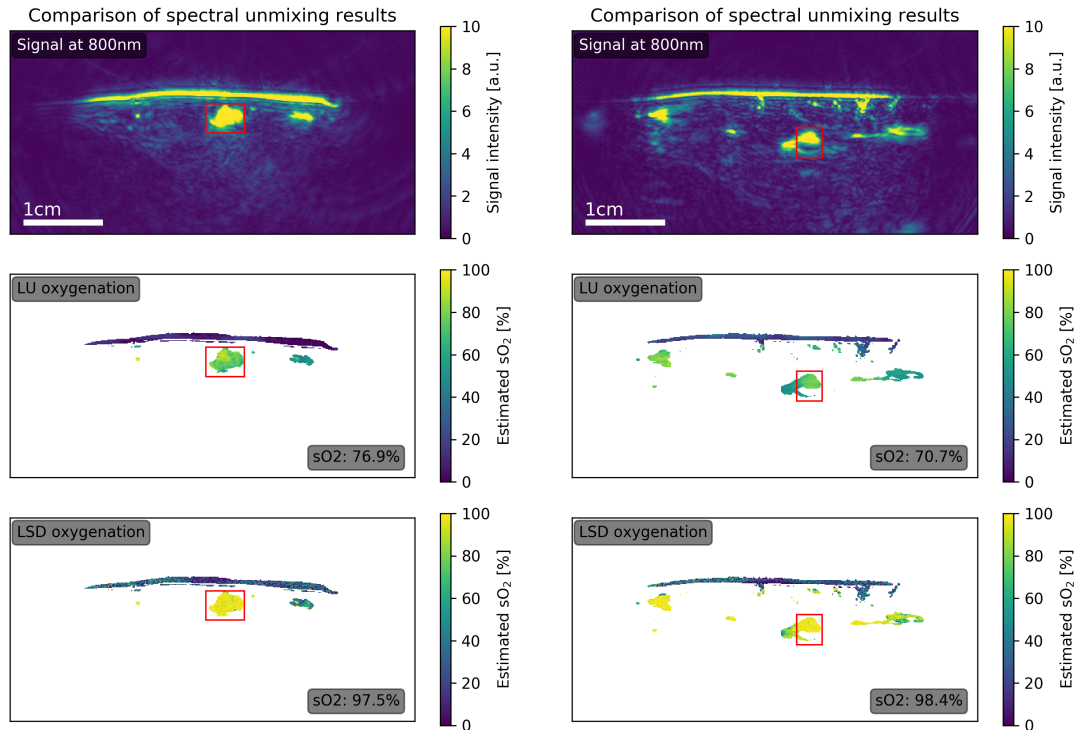 Comparison of spectral unmixing results
Signal at 800nm
1cm
10
8
6
4
2
0
Signal intensity [a.u.]
LU oxygenation
sO2: 76.9%
100
80
60
40
20
0
Estimated sO₂ [%]
LSD oxygenation
sO2: 97.5%
100
80
60
40
20
0
Estimated sO₂ [%]
Comparison of spectral unmixing results
Signal at 800nm
1cm
10
8
6
4
2
0
Signal intensity [a.u.]
LU oxygenation
sO2: 70.7%
100
80
60
40
20
0
Estimated sO₂ [%]
LSD oxygenation
sO2: 98.4%
100
80
60
40
20
0
Estimated sO₂ [%]